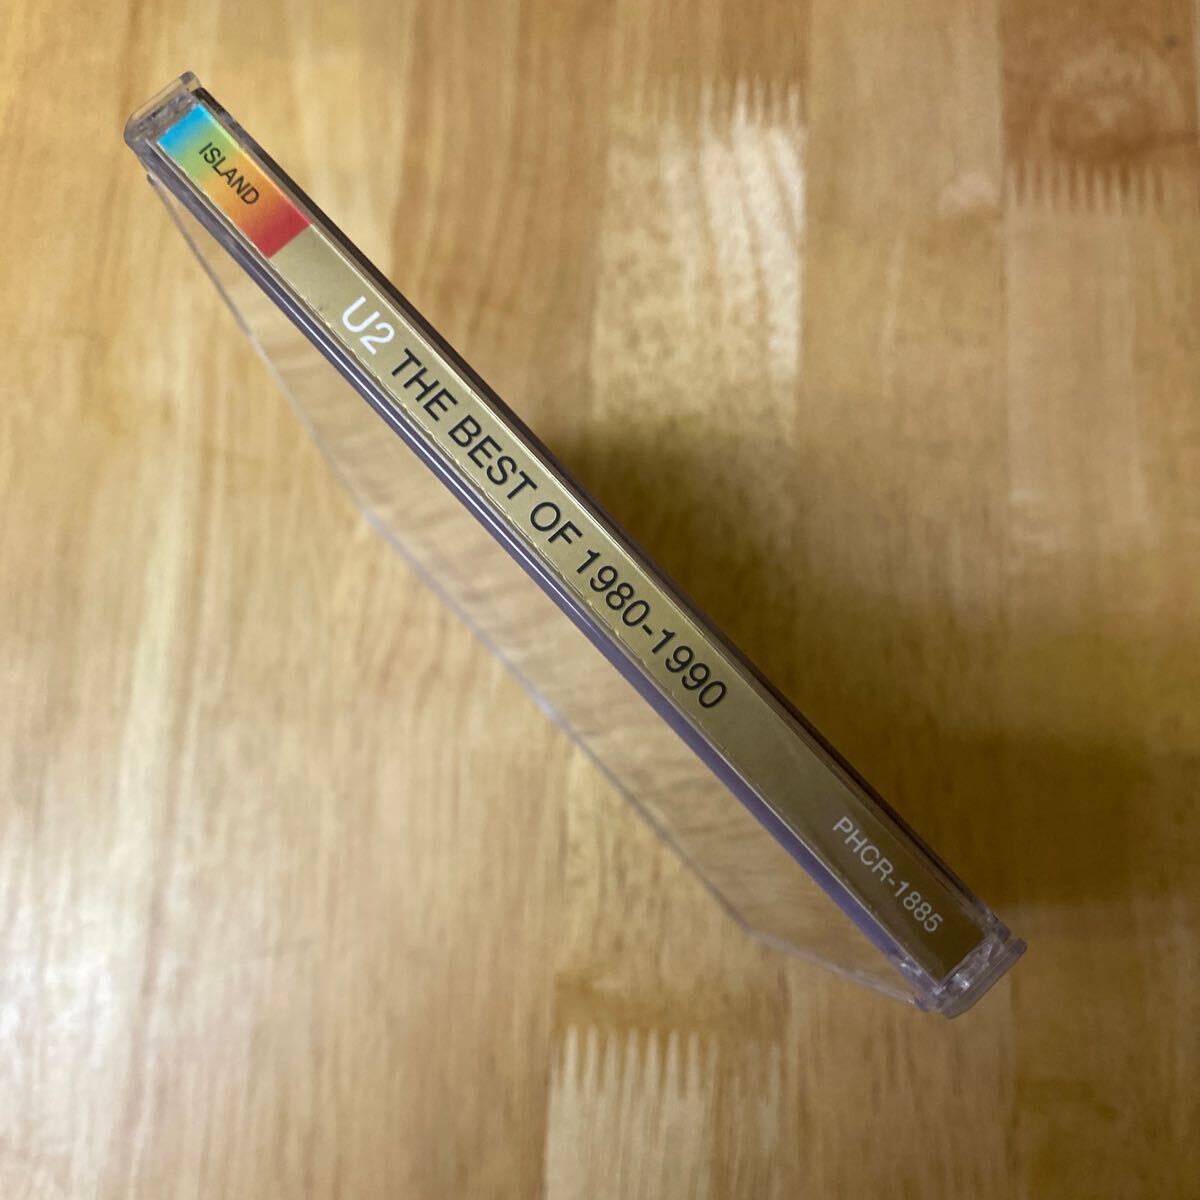 ISLAND
U2 THE BEST OF 1980-1990
PHCR-1885